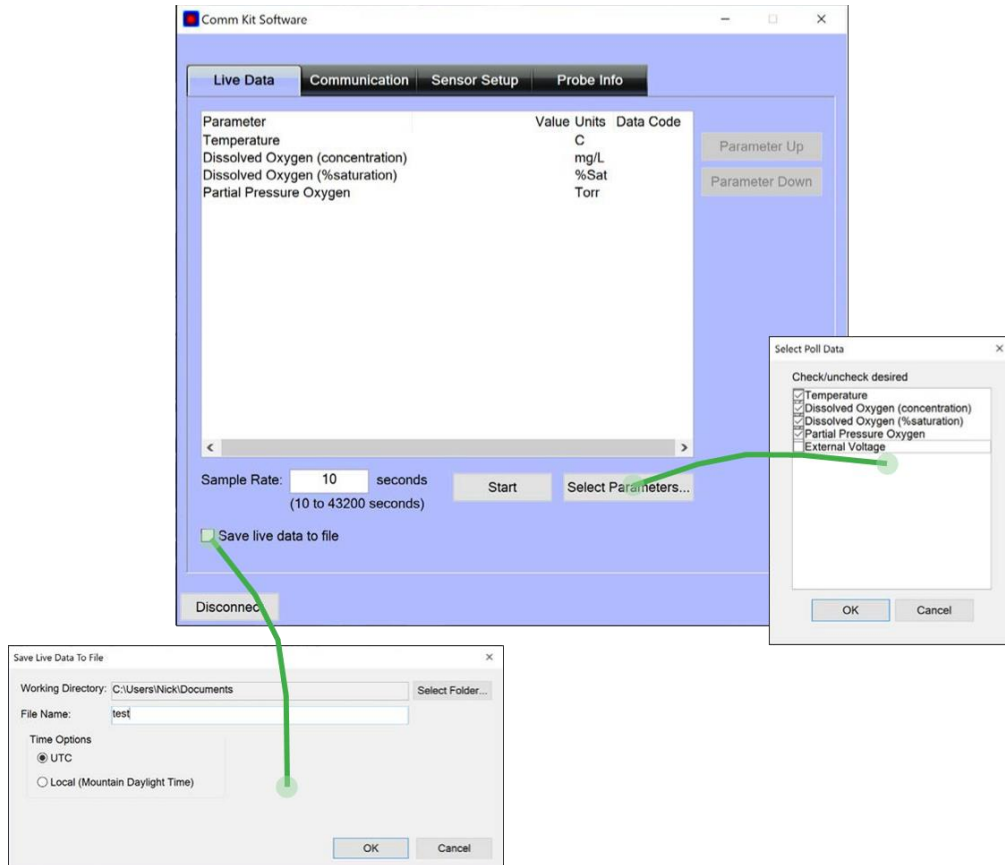 Comm Kit Software
Live Data Communication Sensor Setup Probe Info
Parameter Value Units Data Code
Temperature C
Dissolved Oxygen (concentration) mg/L
Dissolved Oxygen (%saturation) %Sat
Partial Pressure Oxygen Torr
Parameter Up
Parameter Down
Sample Rate: 10 seconds
(10 to 43200 seconds)
Start
Select Parameters...
Save live data to file
Disconnect
Select Poll Data
Check/uncheck desired
Temperature
Dissolved Oxygen (concentration)
Dissolved Oxygen (%saturation)
Partial Pressure Oxygen
External Voltage
OK Cancel
Save Live Data To File
Working Directory: C:\Users\Nick\Documents Select Folder...
File Name: test
Time Options
UTC
Local (Mountain Daylight Time)
OK Cancel